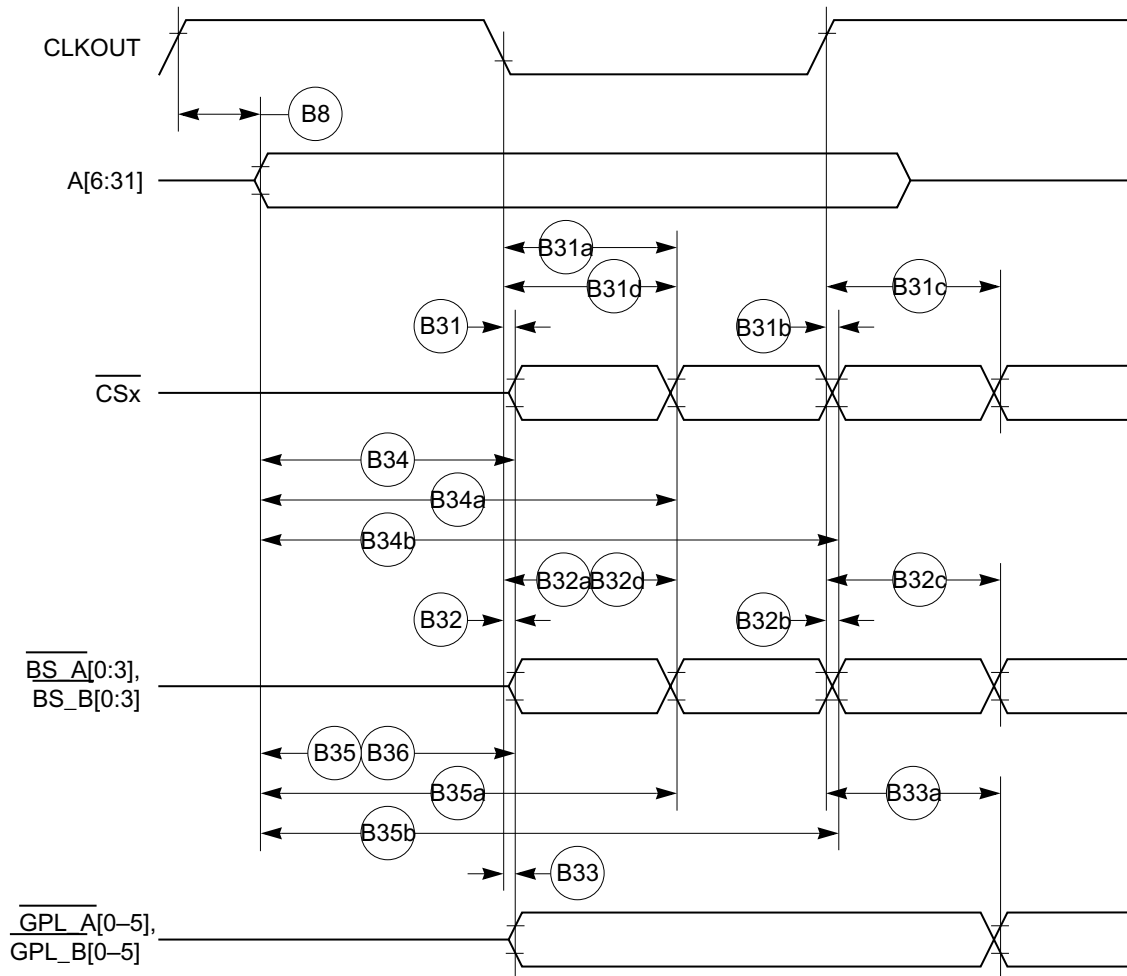 CLKOUT
B8
A[6:31]
B31a
B31d
B31c
B31
B31b
CSx
B34
B34a
B34b
B32a B32d
B32c
B32
B32b
BS_A[0:3],
BS_B[0:3]
B35 B36
B35a
B33a
B35b
B33
GPL_A[0–5],
GPL_B[0–5]